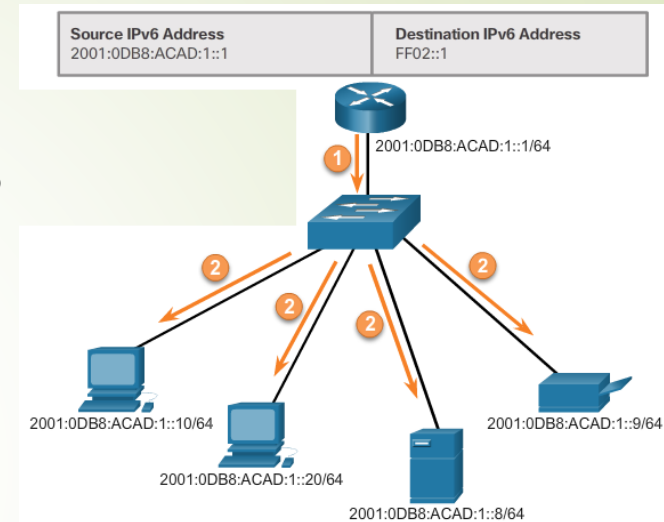 Source IPv6 Address
2001:0DB8:ACAD:1::1
Destination IPv6 Address
FF02::1
2001:0DB8:ACAD:1::1/64
1
2
2
2
2
2001:0DB8:ACAD:1::10/64
2001:0DB8:ACAD:1::20/64
2001:0DB8:ACAD:1::8/64
2001:0DB8:ACAD:1::9/64